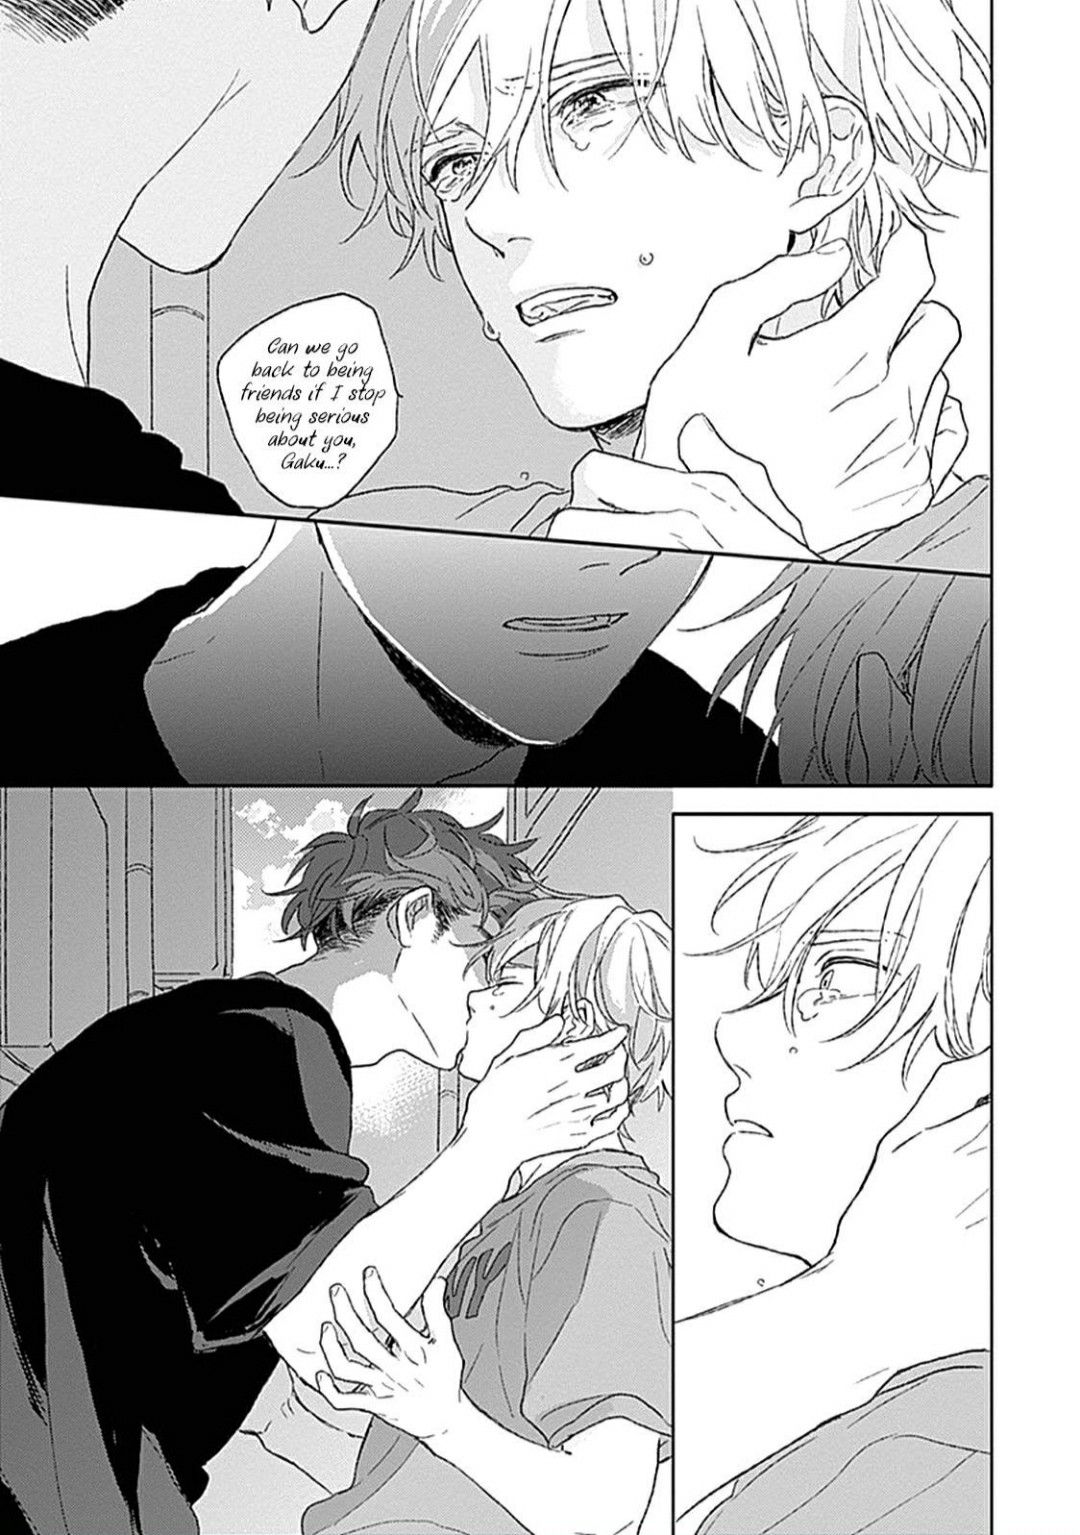 Can we go
back to being
friends if I stop
being serious
about you,
Gaku...?